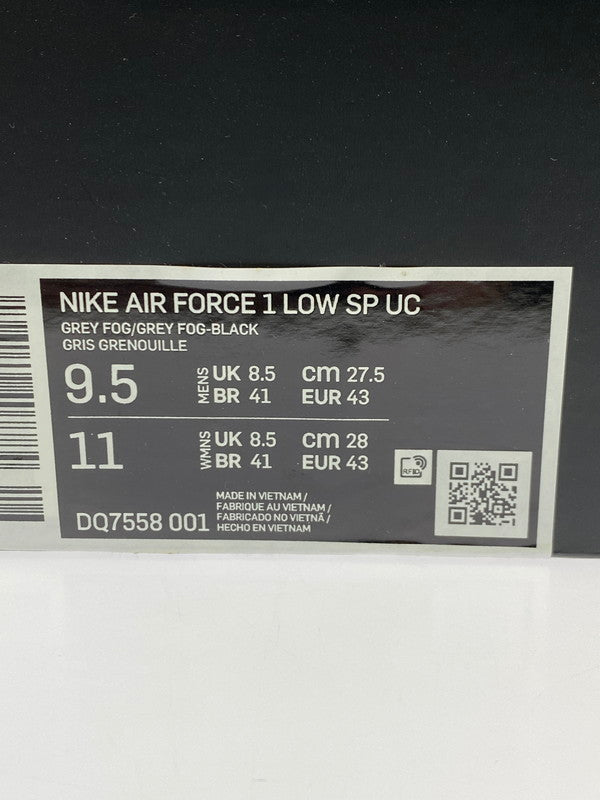 NIKE AIR FORCE 1 LOW SP UC
GREY FOG/GREY FOG-BLACK
GRIS GRENOUILLE
9.5 MENS UK 8.5 cm 27.5
BR 41 EUR 43
11 WMNS UK 8.5 cm 28
BR 41 EUR 43
RFID
DQ7558 001
MADE IN VIETNAM /
FABRIQUE AU VIETNAM /
FABRICADO NO VIETNÃ /
HECHO EN VIETNAM